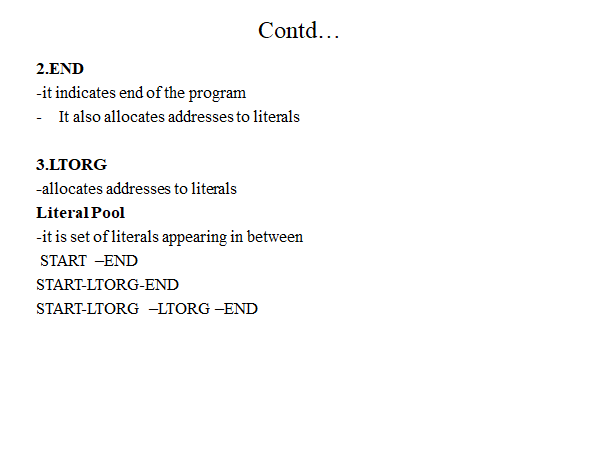 Contd…
2.END
-it indicates end of the program
- It also allocates addresses to literals
3.LTORG
-allocates addresses to literals
Literal Pool
-it is set of literals appearing in between
START –END
START-LTORG-END
START-LTORG –LTORG –END